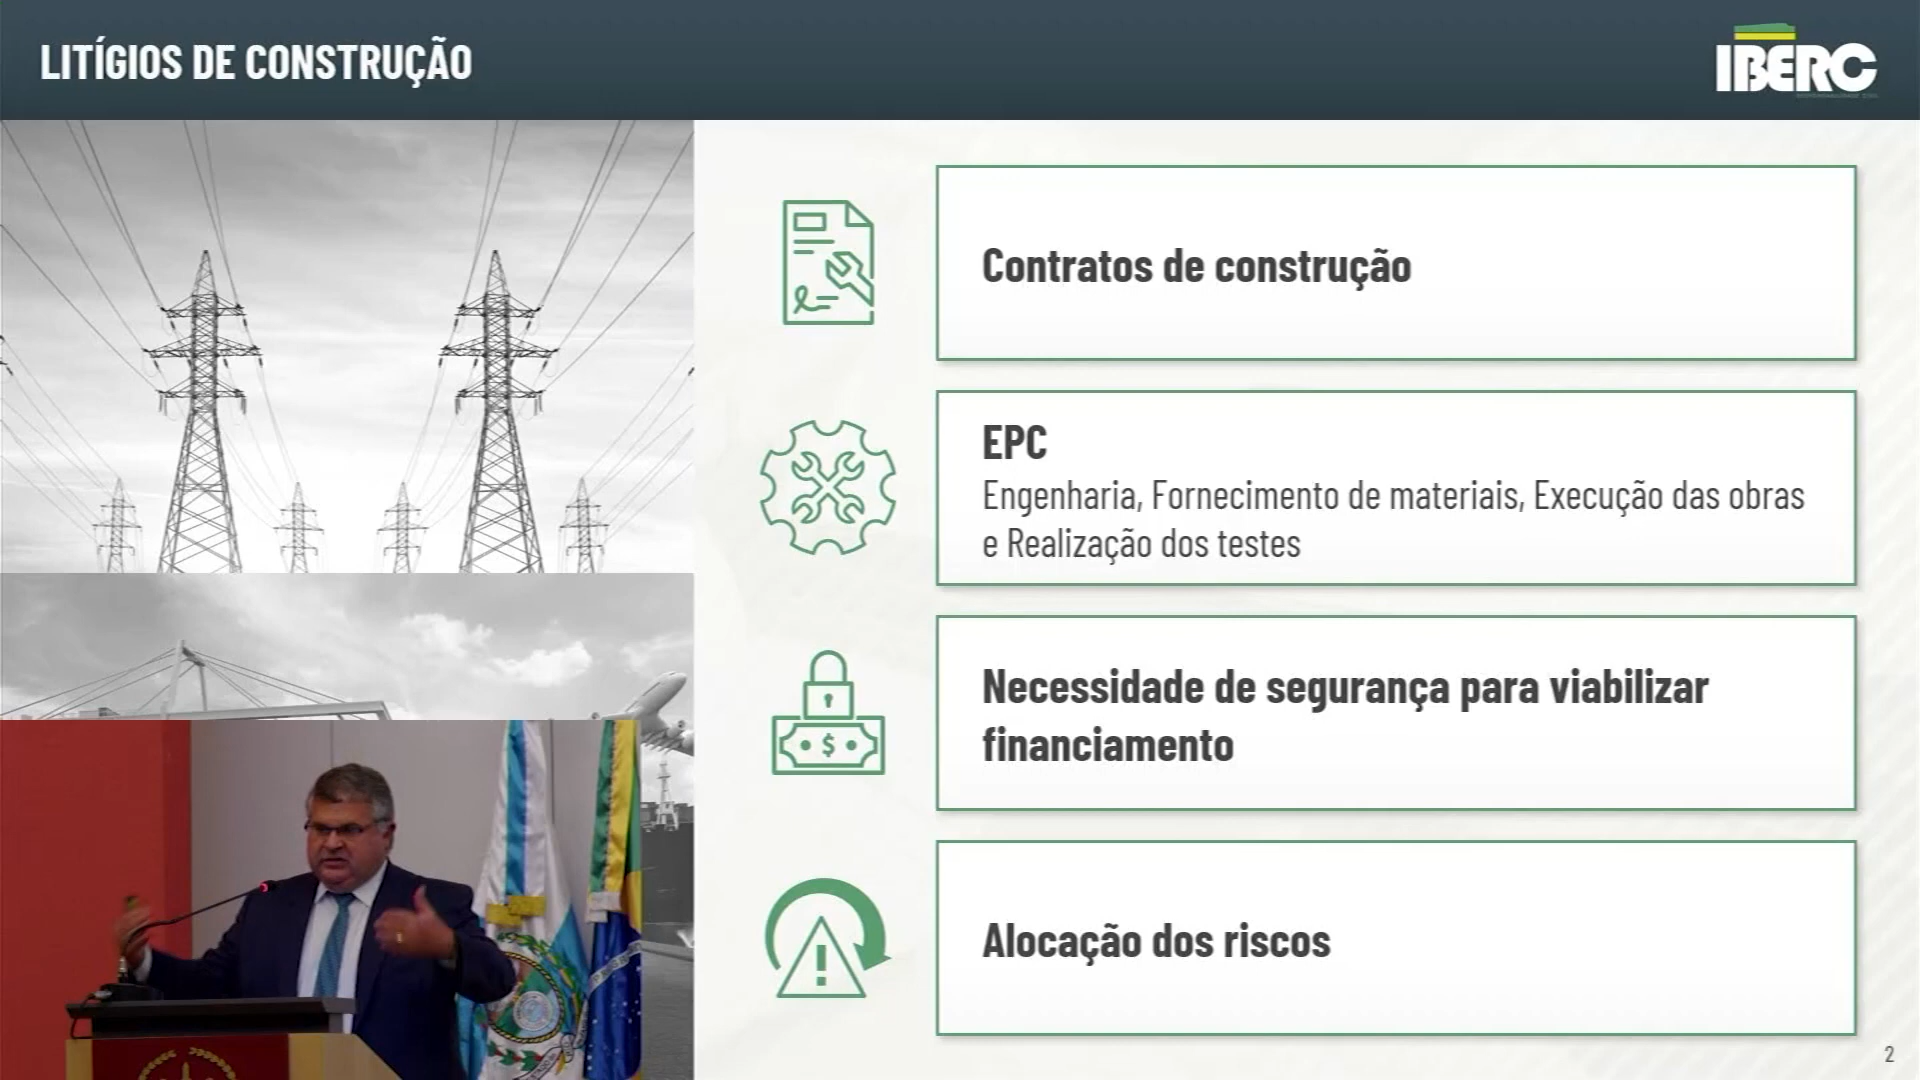 LITÍGIOS DE CONSTRUÇÃO
IBERC
Contratos de construção
EPC
Engenharia, Fornecimento de materiais, Execução das obras
e Realização dos testes
$
Necessidade de segurança para viabilizar
financiamento
Alocação dos riscos
2